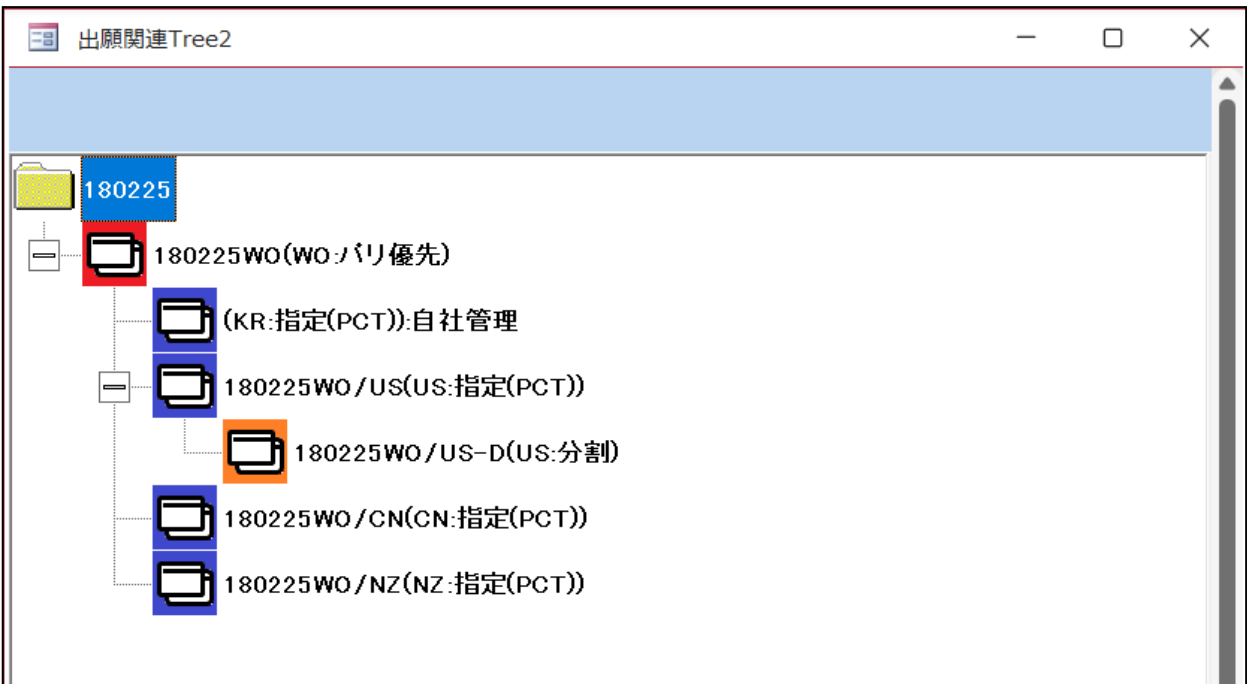 出願関連Tree2
180225
180225WO(WO:パリ優先)
(KR:指定(PCT)):自社管理
180225WO/US(US:指定(PCT))
180225WO/US-D(US:分割)
180225WO/CN(CN:指定(PCT))
180225WO/NZ(NZ:指定(PCT))